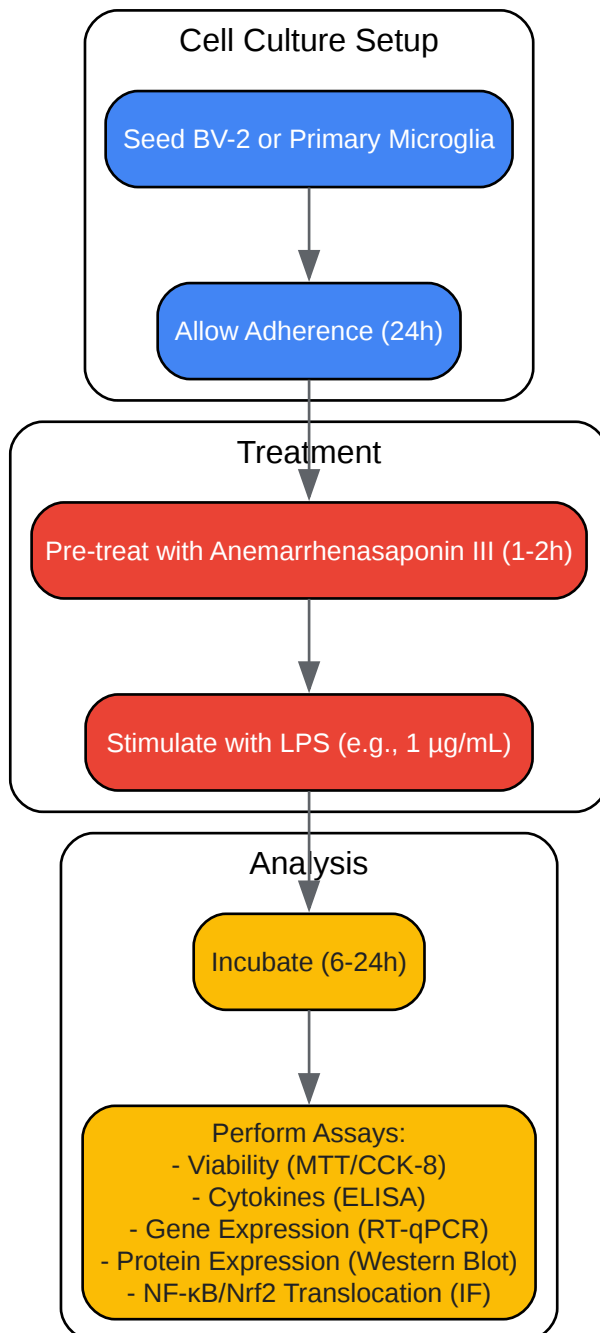 Cell Culture Setup
Seed BV-2 or Primary Microglia
Allow Adherence (24h)
Treatment
Pre-treat with Anemarrhenasaponin III (1-2h)
Stimulate with LPS (e.g., 1 µg/mL)
Analysis
Incubate (6-24h)
Perform Assays:
- Viability (MTT/CCK-8)
- Cytokines (ELISA)
- Gene Expression (RT-qPCR)
- Protein Expression (Western Blot)
- NF-κB/Nrf2 Translocation (IF)